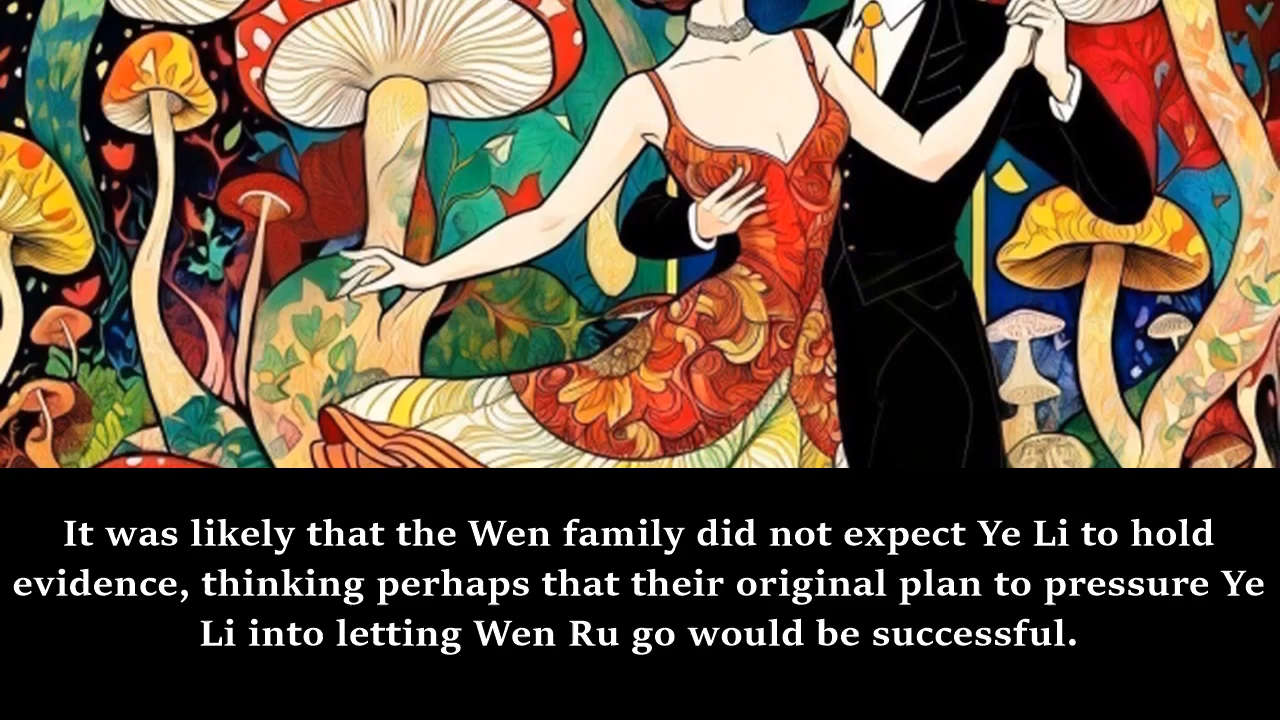 It was likely that the Wen family did not expect Ye Li to hold
evidence, thinking perhaps that their original plan to pressure Ye
Li into letting Wen Ru go would be successful.